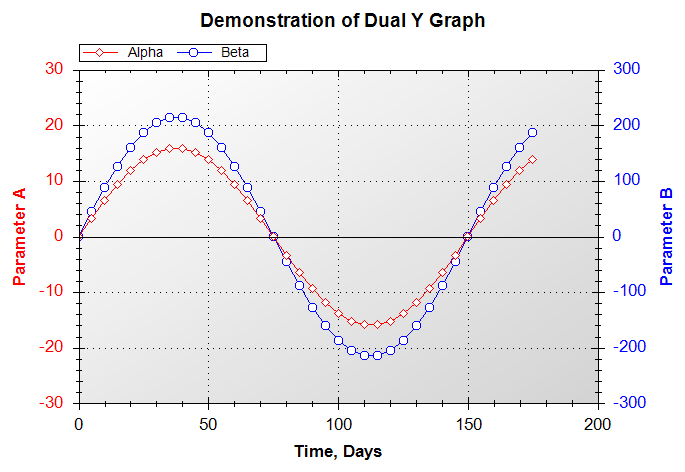 Demonstration of Dual Y Graph
Alpha Beta
30 300
20 200
10 100
0 0
-10 -100
-20 -200
-30 -300
Parameter A
Parameter B
0 50 100 150 200
Time, Days